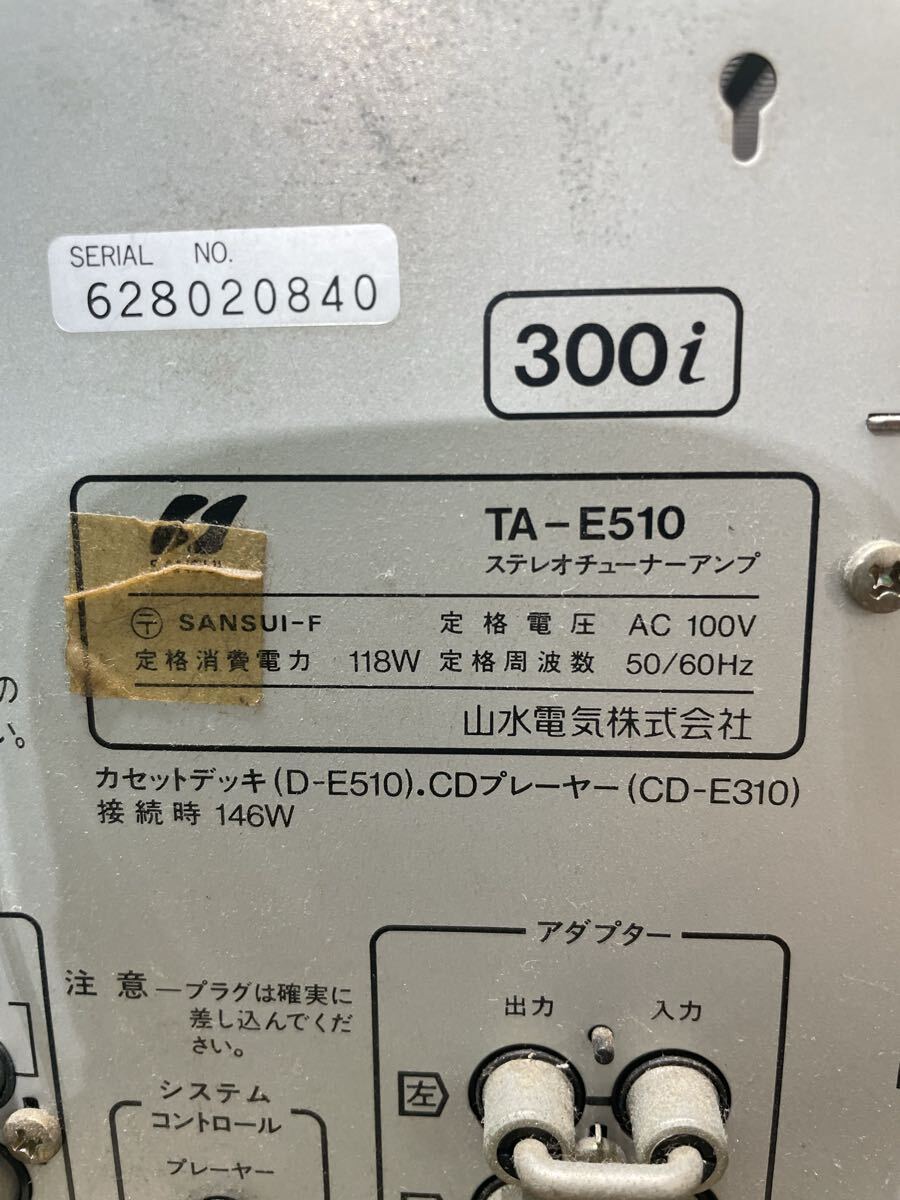 SERIAL NO.
628020840
300i
TA-E510
ステレオチューナーアンプ
〒 SANSUI-F 定格電圧 AC 100V
定格消費電力 118W 定格周波数 50/60Hz
山水電気株式会社
の
い。
カセットデッキ(D-E510).CDプレーヤー(CD-E310)
接続時 146W
アダプター
注意—プラグは確実に
差し込んでくだ
さい。
出力 入力
左
システム
コントロール
プレーヤー